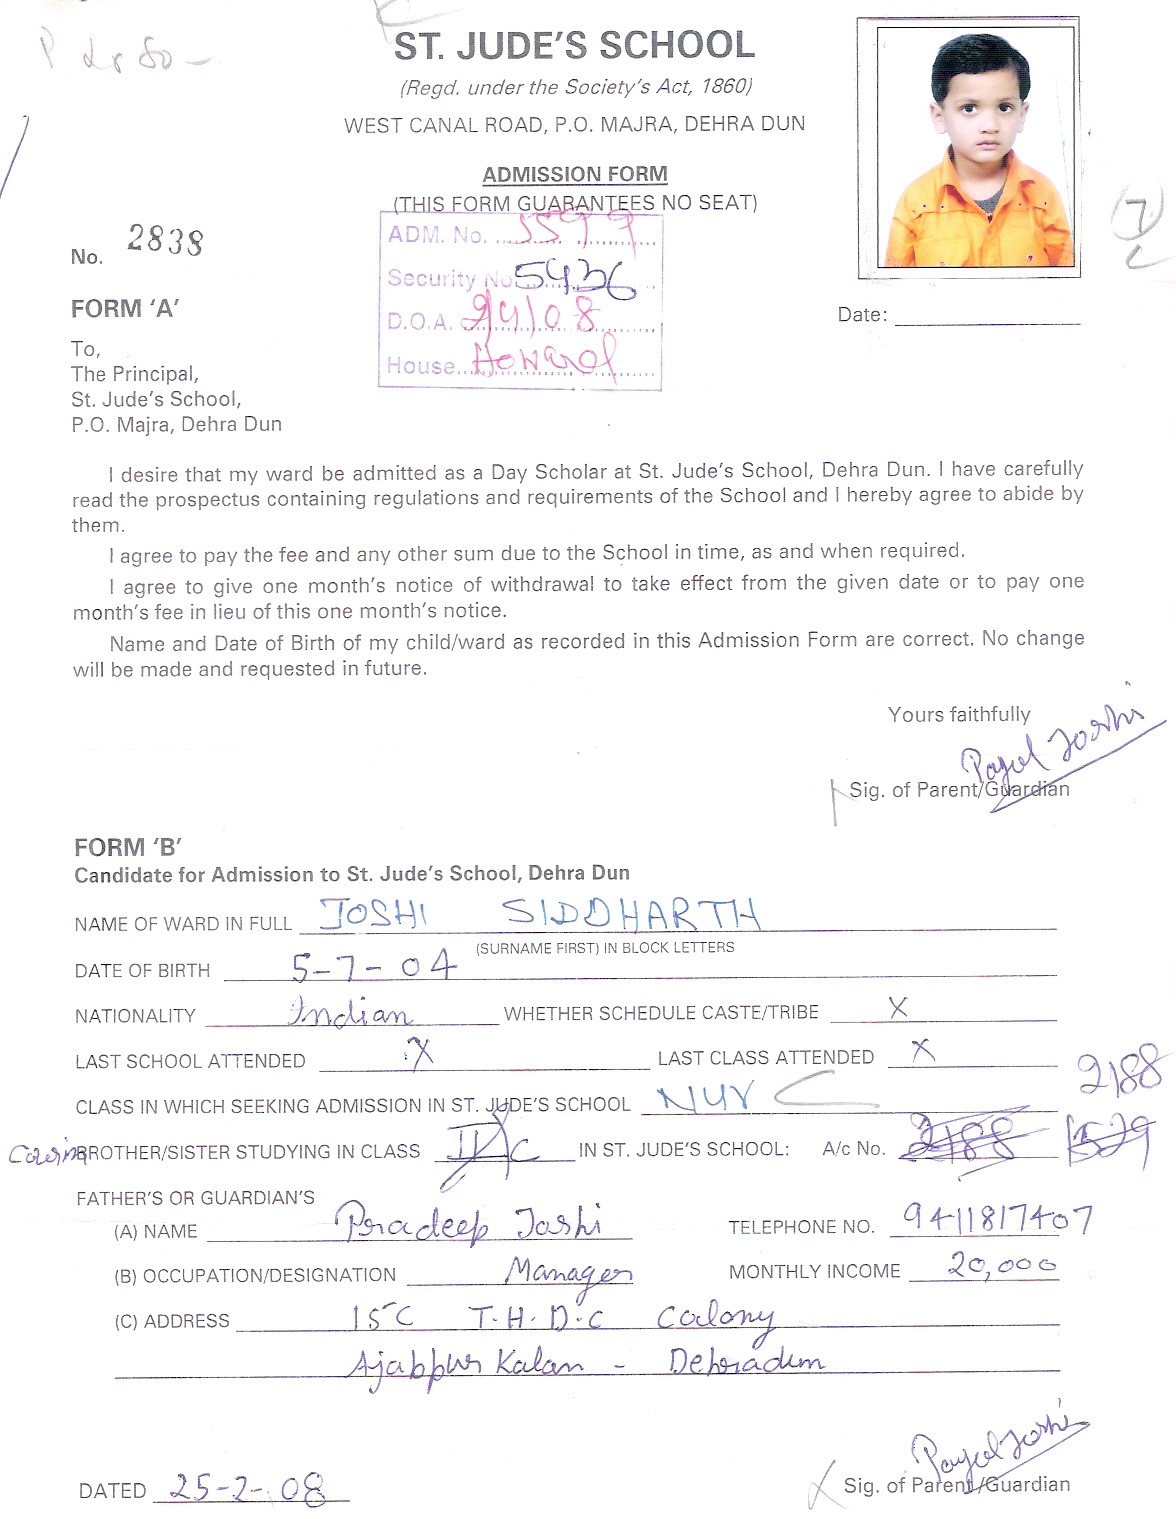 ST. JUDE'S SCHOOL
(Regd. under the Society's Act, 1860)
WEST CANAL ROAD, P.O. MAJRA, DEHRA DUN
ADMISSION FORM
(THIS FORM GUARANTEES NO SEAT)
No. 2838
ADM. No. 5599
Security No 5936
D.O.A. 2/4/08
House Howard
7
FORM 'A'
Date:
To,
The Principal,
St. Jude's School,
P.O. Majra, Dehra Dun
I desire that my ward be admitted as a Day Scholar at St. Jude's School, Dehra Dun. I have carefully
read the prospectus containing regulations and requirements of the School and I hereby agree to abide by
them.
I agree to pay the fee and any other sum due to the School in time, as and when required.
I agree to give one month's notice of withdrawal to take effect from the given date or to pay one
month's fee in lieu of this one month's notice.
Name and Date of Birth of my child/ward as recorded in this Admission Form are correct. No change
will be made and requested in future.
Yours faithfully
Payal Joshi
Sig. of Parent/Guardian
FORM 'B'
Candidate for Admission to St. Jude's School, Dehra Dun
NAME OF WARD IN FULL JOSHI SIDDHARTH
(SURNAME FIRST) IN BLOCK LETTERS
DATE OF BIRTH 5-7-04
NATIONALITY Indian WHETHER SCHEDULE CASTE/TRIBE X
LAST SCHOOL ATTENDED X LAST CLASS ATTENDED X
2188
CLASS IN WHICH SEEKING ADMISSION IN ST. JUDE'S SCHOOL NUR C
Cousin BROTHER/SISTER STUDYING IN CLASS C IN ST. JUDE'S SCHOOL: A/c No. 2188 1529
FATHER'S OR GUARDIAN'S
(A) NAME Pradeep Joshi TELEPHONE NO. 9411817407
(B) OCCUPATION/DESIGNATION Manager MONTHLY INCOME 20,000
(C) ADDRESS 15C T.H.D.C Colony
Ajabpur Kalan - Dehradun
Payal Joshi
DATED 25-2-08 Sig. of Parent/Guardian